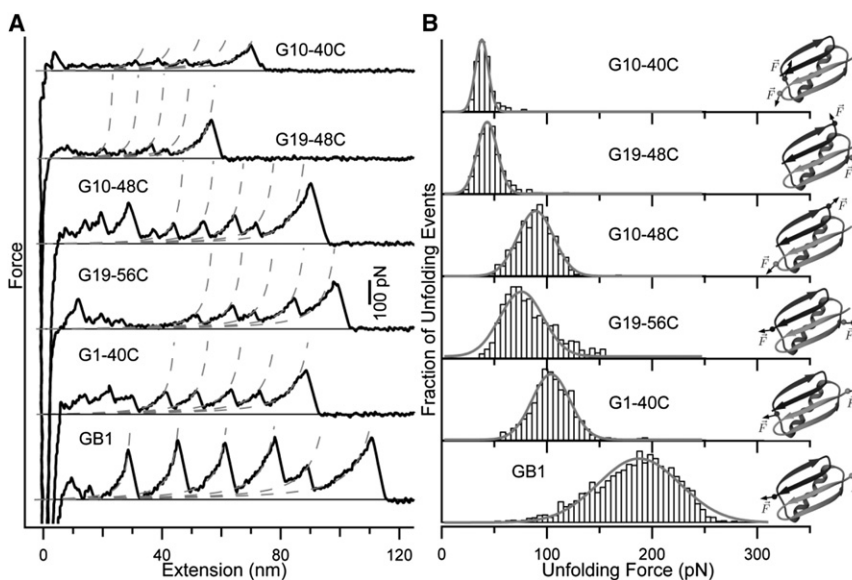 A
G10-40C
G19-48C
G10-48C
G19-56C
G1-40C
GB1
Force
100 pN
0 40 80 120
Extension (nm)
B
G10-40C
G19-48C
G10-48C
G19-56C
G1-40C
GB1
Fraction of Unfolding Events
0 100 200 300
Unfolding Force (pN)
F
F
F
F
F
F
F